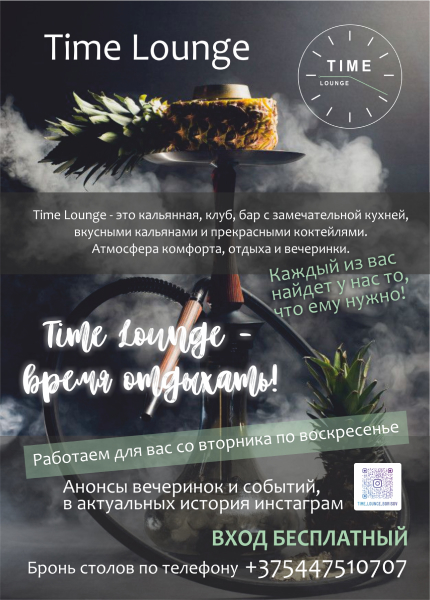 Time Lounge
TIME
LOUNGE
Time Lounge - это кальянная, клуб, бар с замечательной кухней,
вкусными кальянами и прекрасными коктейлями.
Атмосфера комфорта, отдыха и вечеринки.
Каждый из вас
найдет у нас то,
что ему нужно!
Time Lounge -
время отдыхать!
Работаем для вас со вторника по воскресенье
Анонсы вечеринок и событий,
в актуальных история инстаграм
TIME_LOUNGE_BORISOV
ВХОД БЕСПЛАТНЫЙ
Бронь столов по телефону +375447510707